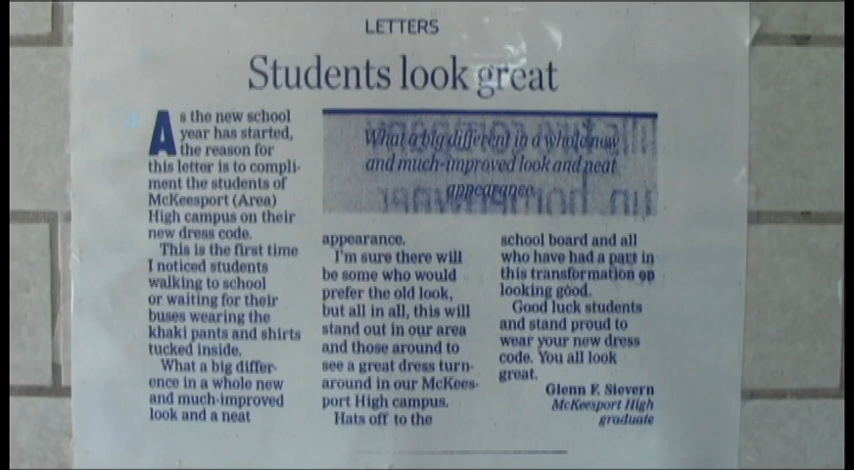 LETTERS
Students look great
As the new school
year has started,
the reason for
this letter is to compli-
ment the students of
McKeesport (Area)
High campus on their
new dress code.
This is the first time
I noticed students
walking to school
or waiting for their
buses wearing the
khaki pants and shirts
tucked inside.
What a big differ-
ence in a whole new
and much-improved
look and a neat
What a big different in a whole new
and much-improved look and neat
appearance.
appearance.
I'm sure there will
be some who would
prefer the old look,
but all in all, this will
stand out in our area
and those around to
see a great dress turn-
around in our McKees-
port High campus.
Hats off to the
school board and all
who have had a part in
this transformation on
looking good.
Good luck students
and stand proud to
wear your new dress
code. You all look
great.
Glenn F. Sievern
McKeesport High
graduate